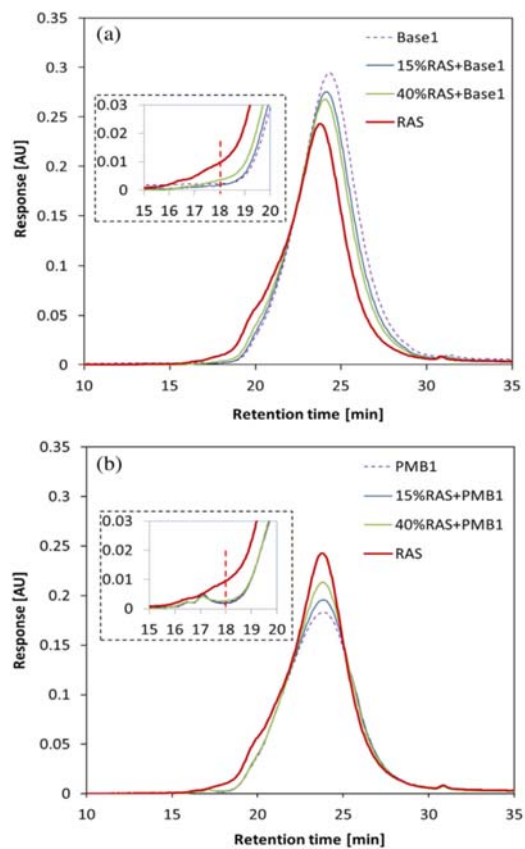 (a)
0.35
0.3
0.25
0.2
0.15
0.1
0.05
0
Response [AU]
Base1
15%RAS+Base1
40%RAS+Base1
RAS
0.03
0.02
0.01
0
15 16 17 18 19 20
10 15 20 25 30 35
Retention time [min]
(b)
0.35
0.3
0.25
0.2
0.15
0.1
0.05
0
Response [AU]
PMB1
15%RAS+PMB1
40%RAS+PMB1
RAS
0.03
0.02
0.01
0
15 16 17 18 19 20
10 15 20 25 30 35
Retention time [min]